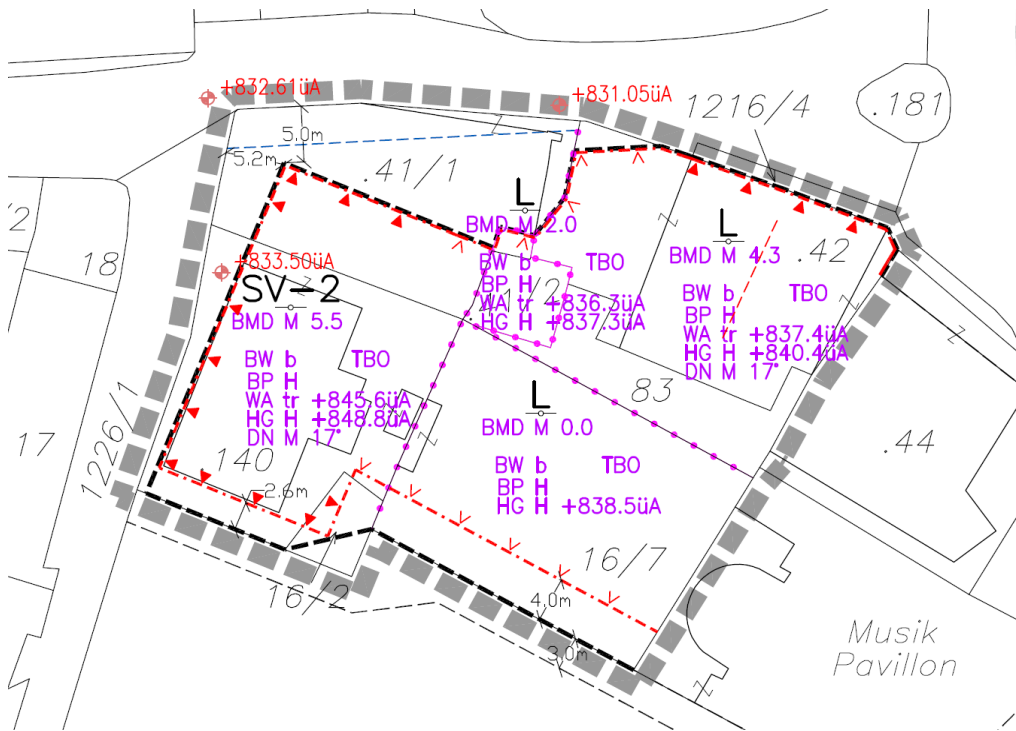 +832.61üA
+831.05üA
1216/4
.181
5.0m
5.2m
.41/1
/2
18
+833.50üA
SV-2
BMD M 5.5
BW b TBO
BP H
WA tr +845.6üA
HG H +848.8üA
DN M 17°
L
BMD M 2.0
BW b TBO
BP H
WA tr +836.3üA
HG H +837.3üA
1/2
L
BMD M 4.3
.42
BW b TBO
BP H
WA tr +837.4üA
HG H +840.4üA
DN M 17°
83
L
BMD M 0.0
BW b TBO
BP H
HG H +838.5üA
17
1226/1
140
2.6m
.44
16/7
16/2
4.0m
3.0m
Musik
Pavillon